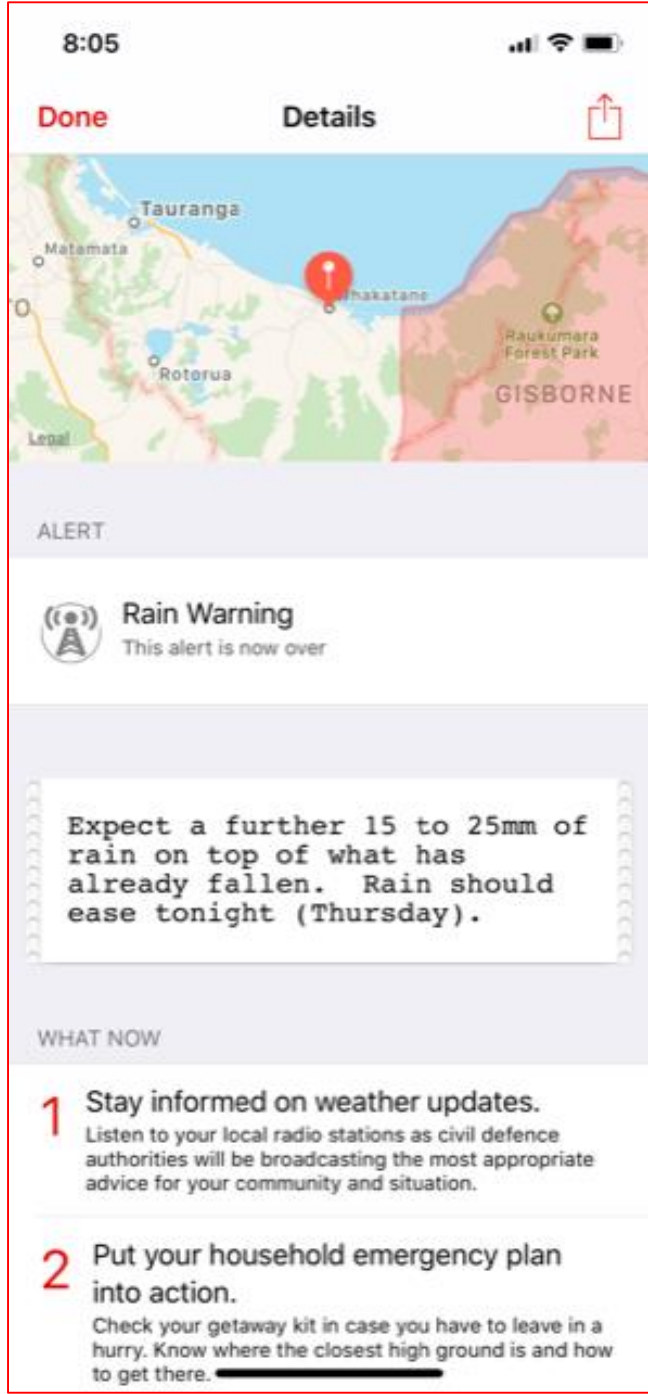 8:05
Done Details
Tauranga
Matamata
Whakatane
O
Raukumara
Forest Park
Rotorua
GISBORNE
Legal
ALERT
Rain Warning
This alert is now over
Expect a further 15 to 25mm of
rain on top of what has
already fallen.  Rain should
ease tonight (Thursday).
WHAT NOW
1 Stay informed on weather updates.
Listen to your local radio stations as civil defence
authorities will be broadcasting the most appropriate
advice for your community and situation.
2 Put your household emergency plan
into action.
Check your getaway kit in case you have to leave in a
hurry. Know where the closest high ground is and how
to get there.